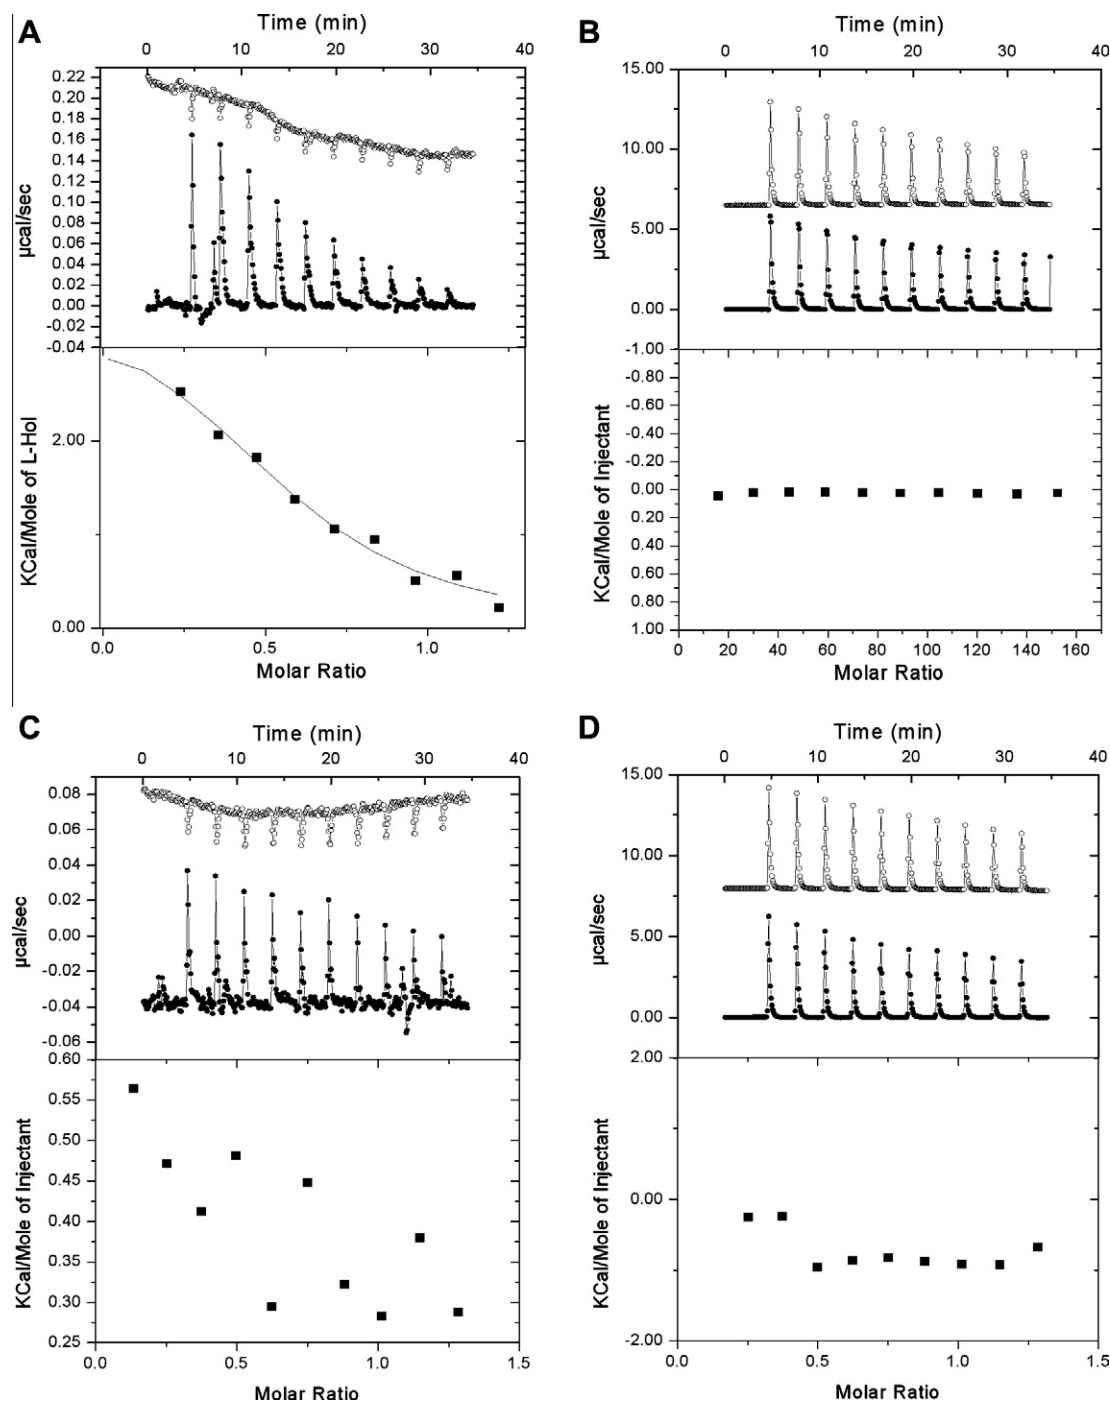 A
Time (min)
0 10 20 30 40
0.22
0.20
0.18
0.16
0.14
0.12
0.10
0.08
0.06
0.04
0.02
0.00
-0.02
-0.04
µcal/sec
2.00
0.00
KCal/Mole of L-Hol
0.0 0.5 1.0
Molar Ratio
B
Time (min)
0 10 20 30 40
15.00
10.00
5.00
0.00
µcal/sec
-1.00
-0.80
-0.60
-0.40
-0.20
0.00
0.20
0.40
0.60
0.80
1.00
KCal/Mole of Injectant
0 20 40 60 80 100 120 140 160
Molar Ratio
C
Time (min)
0 10 20 30 40
0.08
0.06
0.04
0.02
0.00
-0.02
-0.04
-0.06
µcal/sec
0.60
0.55
0.50
0.45
0.40
0.35
0.30
0.25
KCal/Mole of Injectant
0.0 0.5 1.0 1.5
Molar Ratio
D
Time (min)
0 10 20 30 40
15.00
10.00
5.00
0.00
µcal/sec
2.00
0.00
-2.00
KCal/Mole of Injectant
0.0 0.5 1.0 1.5
Molar Ratio